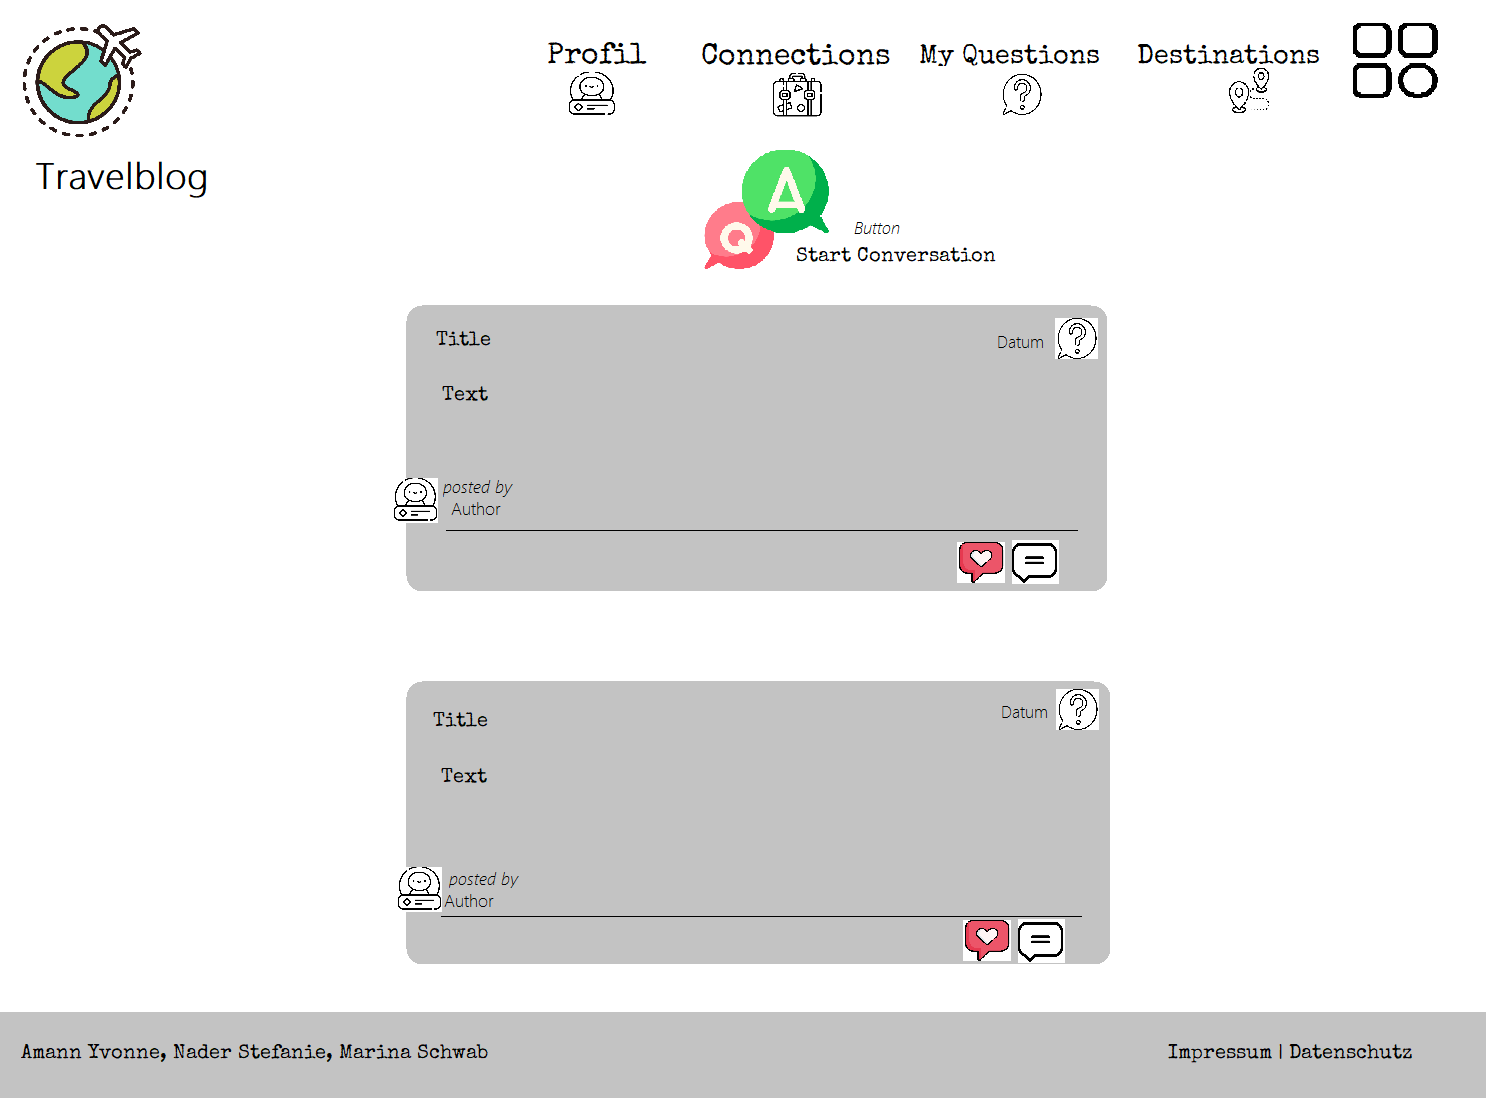 Profil
Connections
My Questions
Destinations
Travelblog
A
Q
Button
Start Conversation
Title
Datum
Text
posted by
Author
Title
Datum
Text
posted by
Author
Amann Yvonne, Nader Stefanie, Marina Schwab
Impressum | Datenschutz